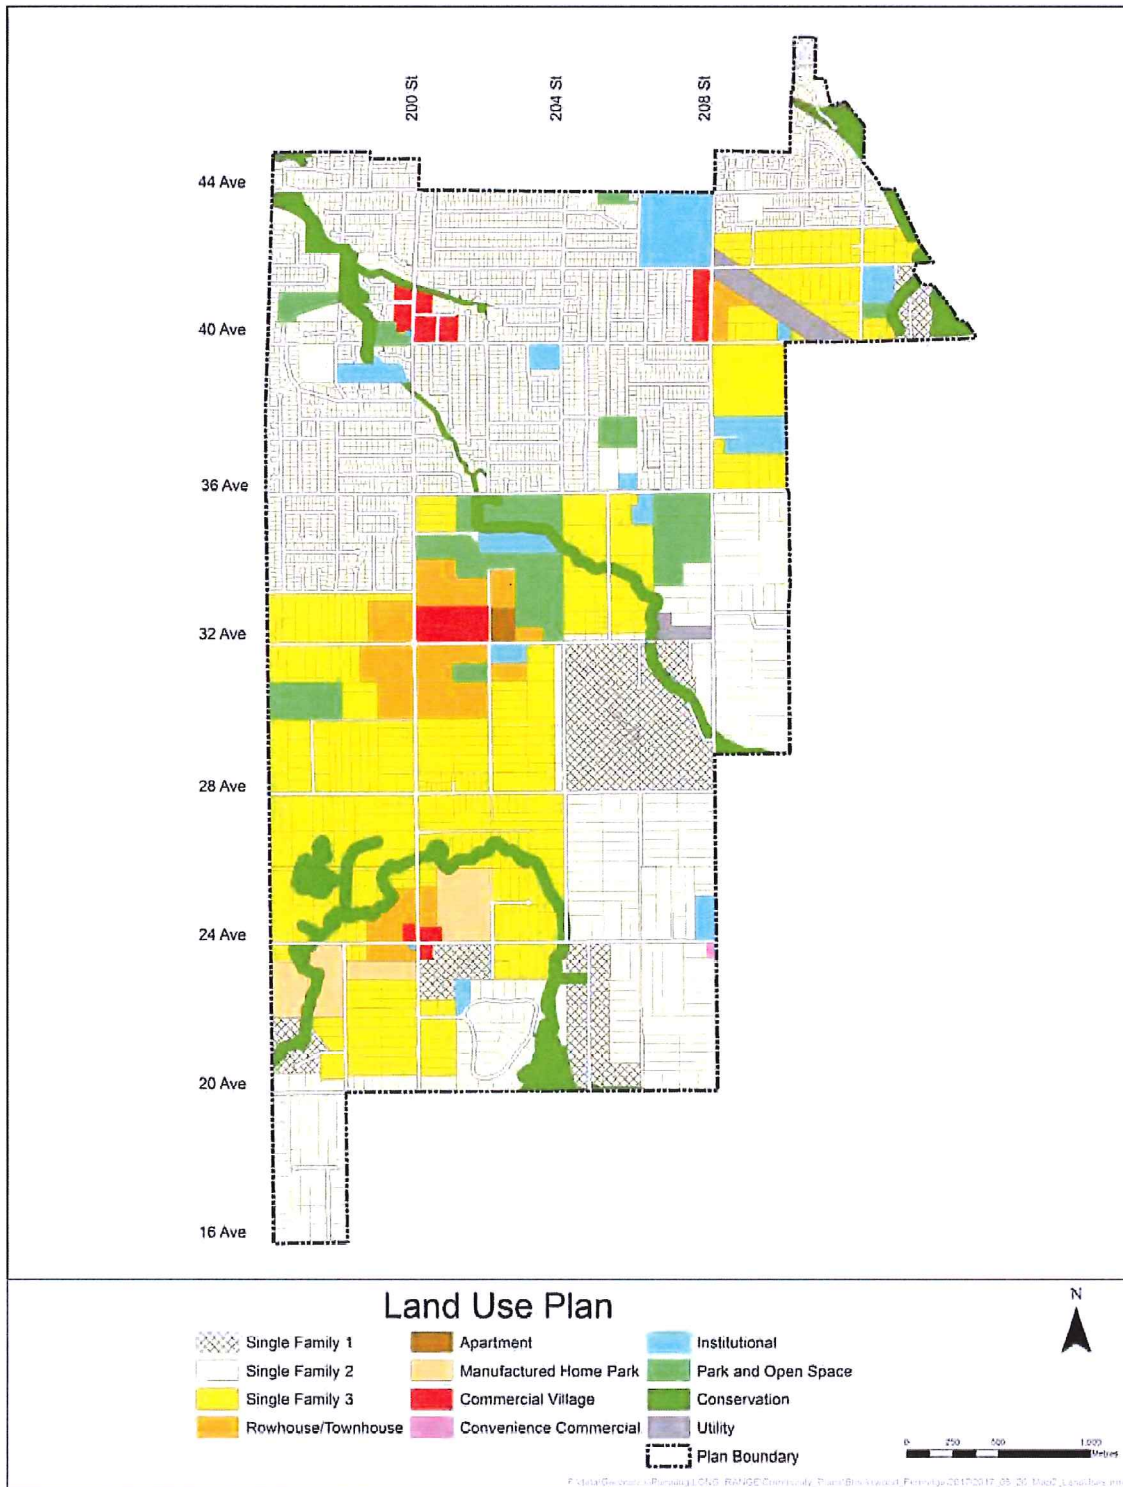 200 St
204 St
208 St
44 Ave
40 Ave
36 Ave
32 Ave
28 Ave
24 Ave
20 Ave
16 Ave
Land Use Plan
N
Single Family 1
Apartment
Institutional
Single Family 2
Manufactured Home Park
Park and Open Space
Single Family 3
Commercial Village
Conservation
Rowhouse/Townhouse
Convenience Commercial
Utility
Plan Boundary
0 250 500 1,000
Metres